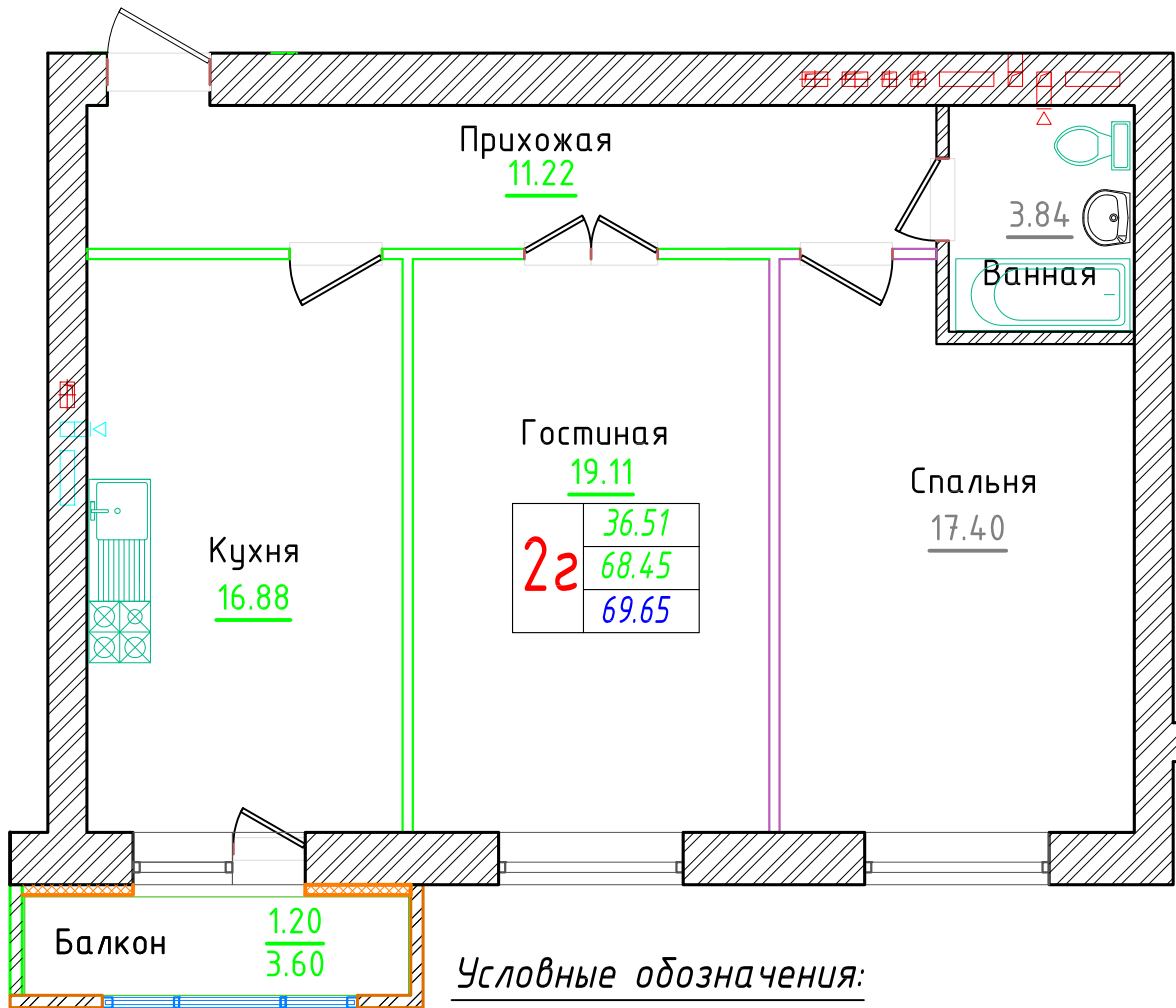 Прихожая
11.22
3.84
Ванная
Гостиная
19.11
Спальня
17.40
2г
36.51
68.45
69.65
Кухня
16.88
Балкон
1.20
3.60
Условные обозначения: